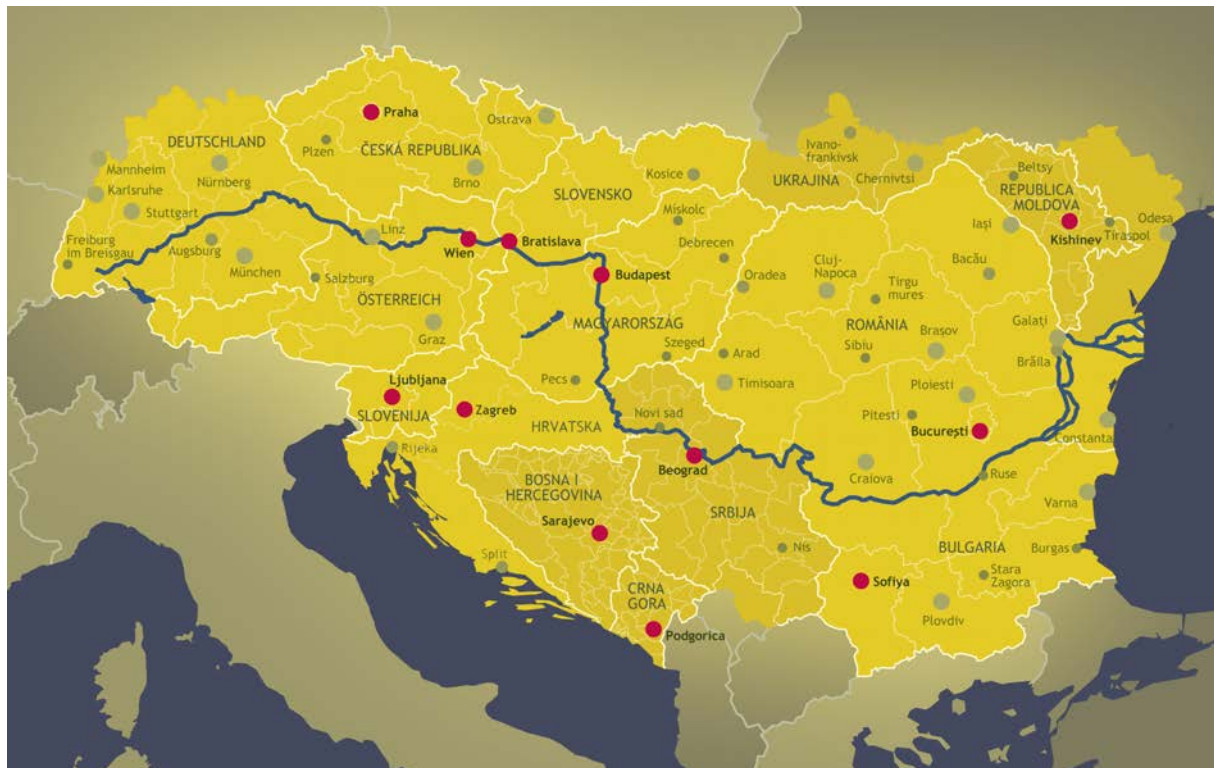 Praha
Ostrava
DEUTSCHLAND
Plzen
ČESKÁ REPUBLIKA
Mannheim
Nürnberg
Brno
Karlsruhe
Stuttgart
SLOVENSKO
Kosice
Ivano-
frankivsk
UKRAJINA
Chernivtsi
Beltsy
REPUBLICA
MOLDOVA
Miskolc
Iași
Kishinev
Odesa
Tiraspol
Freiburg
im Breisgau
Augsburg
München
Linz
Wien
Bratislava
Debrecen
Salzburg
Budapest
Oradea
Cluj-
Napoca
Tirgu
mures
Bacău
ÖSTERREICH
Graz
MAGYARORSZÁG
ROMÂNIA
Galați
Szeged
Arad
Sibiu
Brașov
Brăila
Ljubljana
Pecs
Timisoara
Ploiesti
SLOVENIJA
Zagreb
HRVATSKA
Novi sad
Pitesti
București
Constanta
Rijeka
Beograd
Craiova
Ruse
BOSNA I
HERCEGOVINA
Varna
Sarajevo
SRBIJA
Split
Nis
BULGARIA
Burgas
CRNA
GORA
Sofiya
Stara
Zagora
Plovdiv
Podgorica